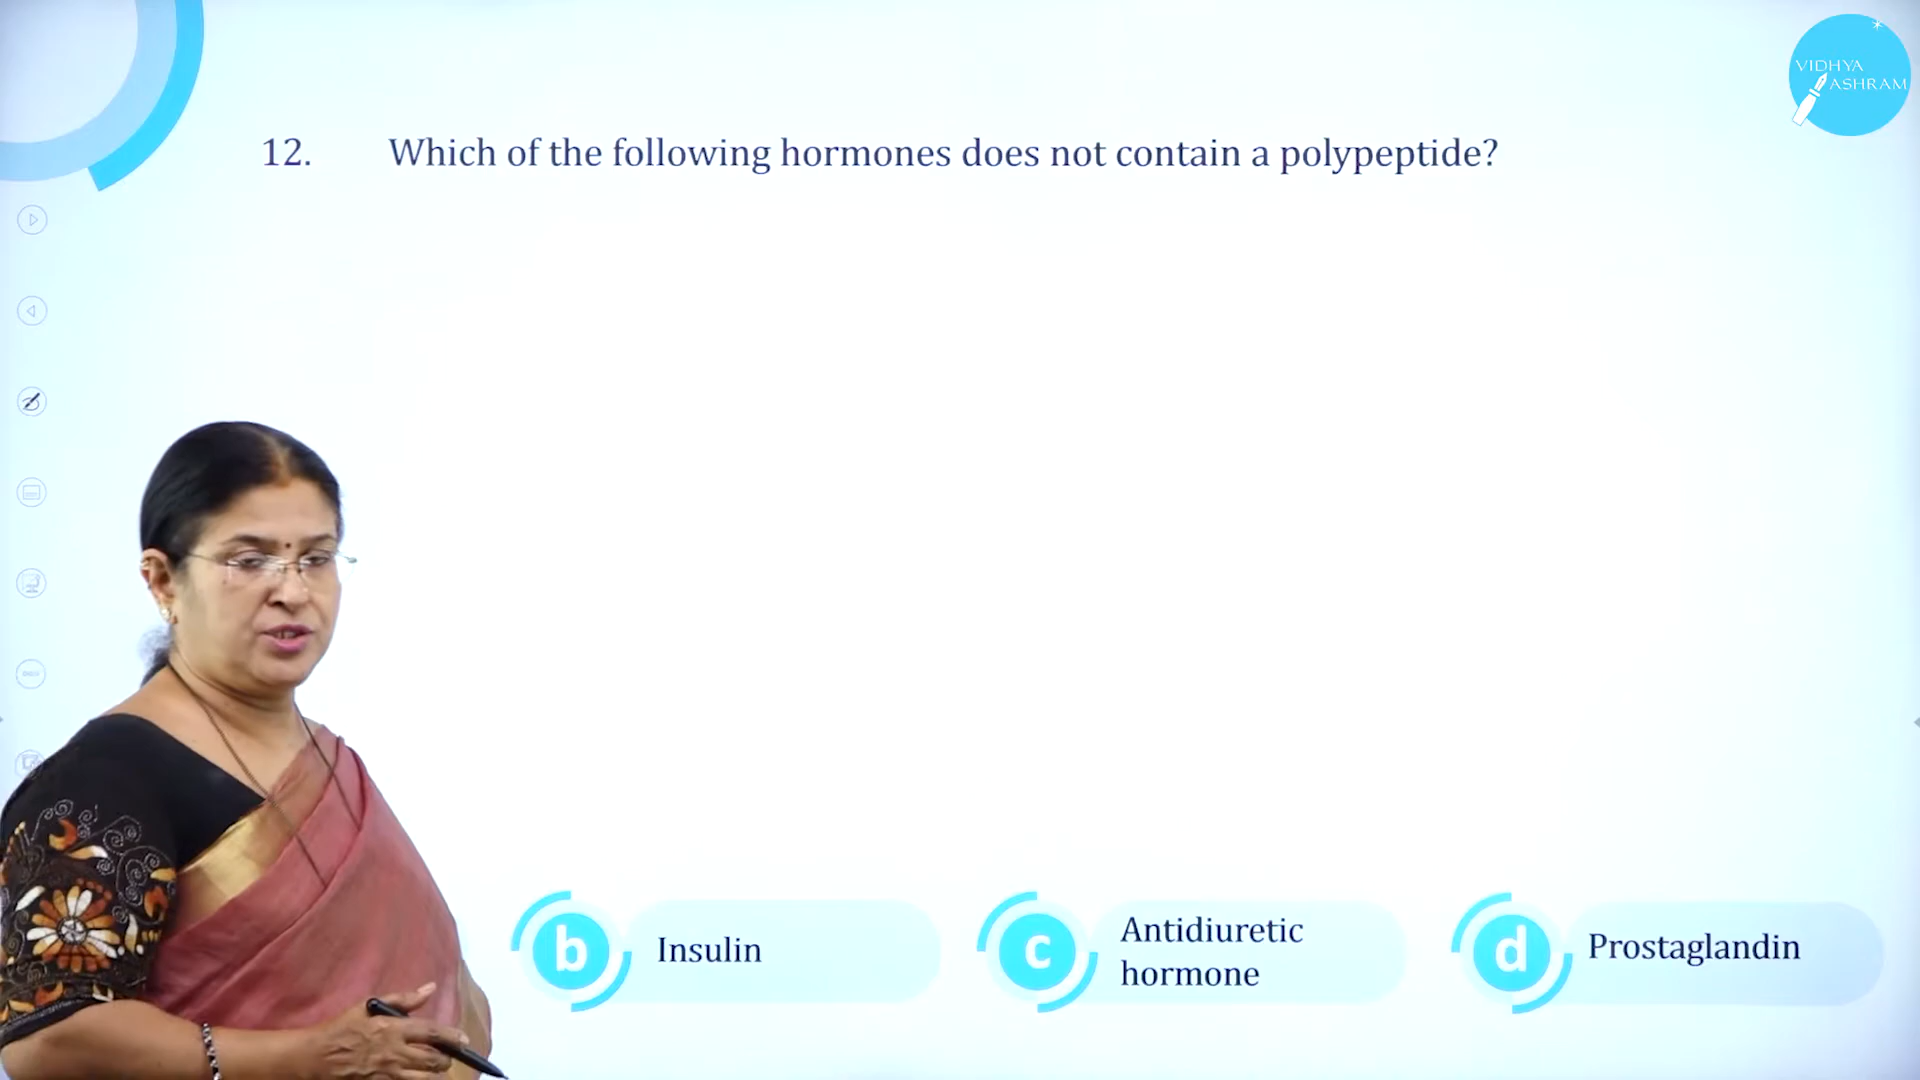 VIDHYA
ASHRAM
12. Which of the following hormones does not contain a polypeptide?
b Insulin
c Antidiuretic
hormone
d Prostaglandin